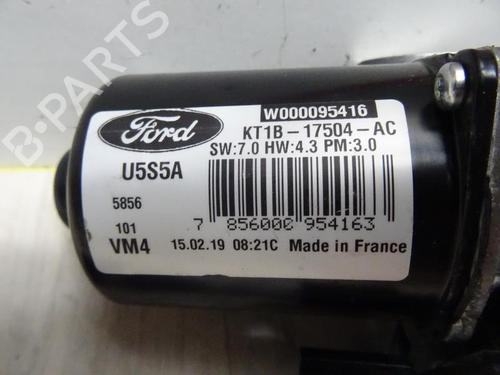 W000095416
Ford
KT1B-17504-AC
SW:7.0 HW:4.3 PM:3.0
U5S5A
5856
101
7 856000 954163
VM4
15.02.19 08:21C Made in France
B-PARTS